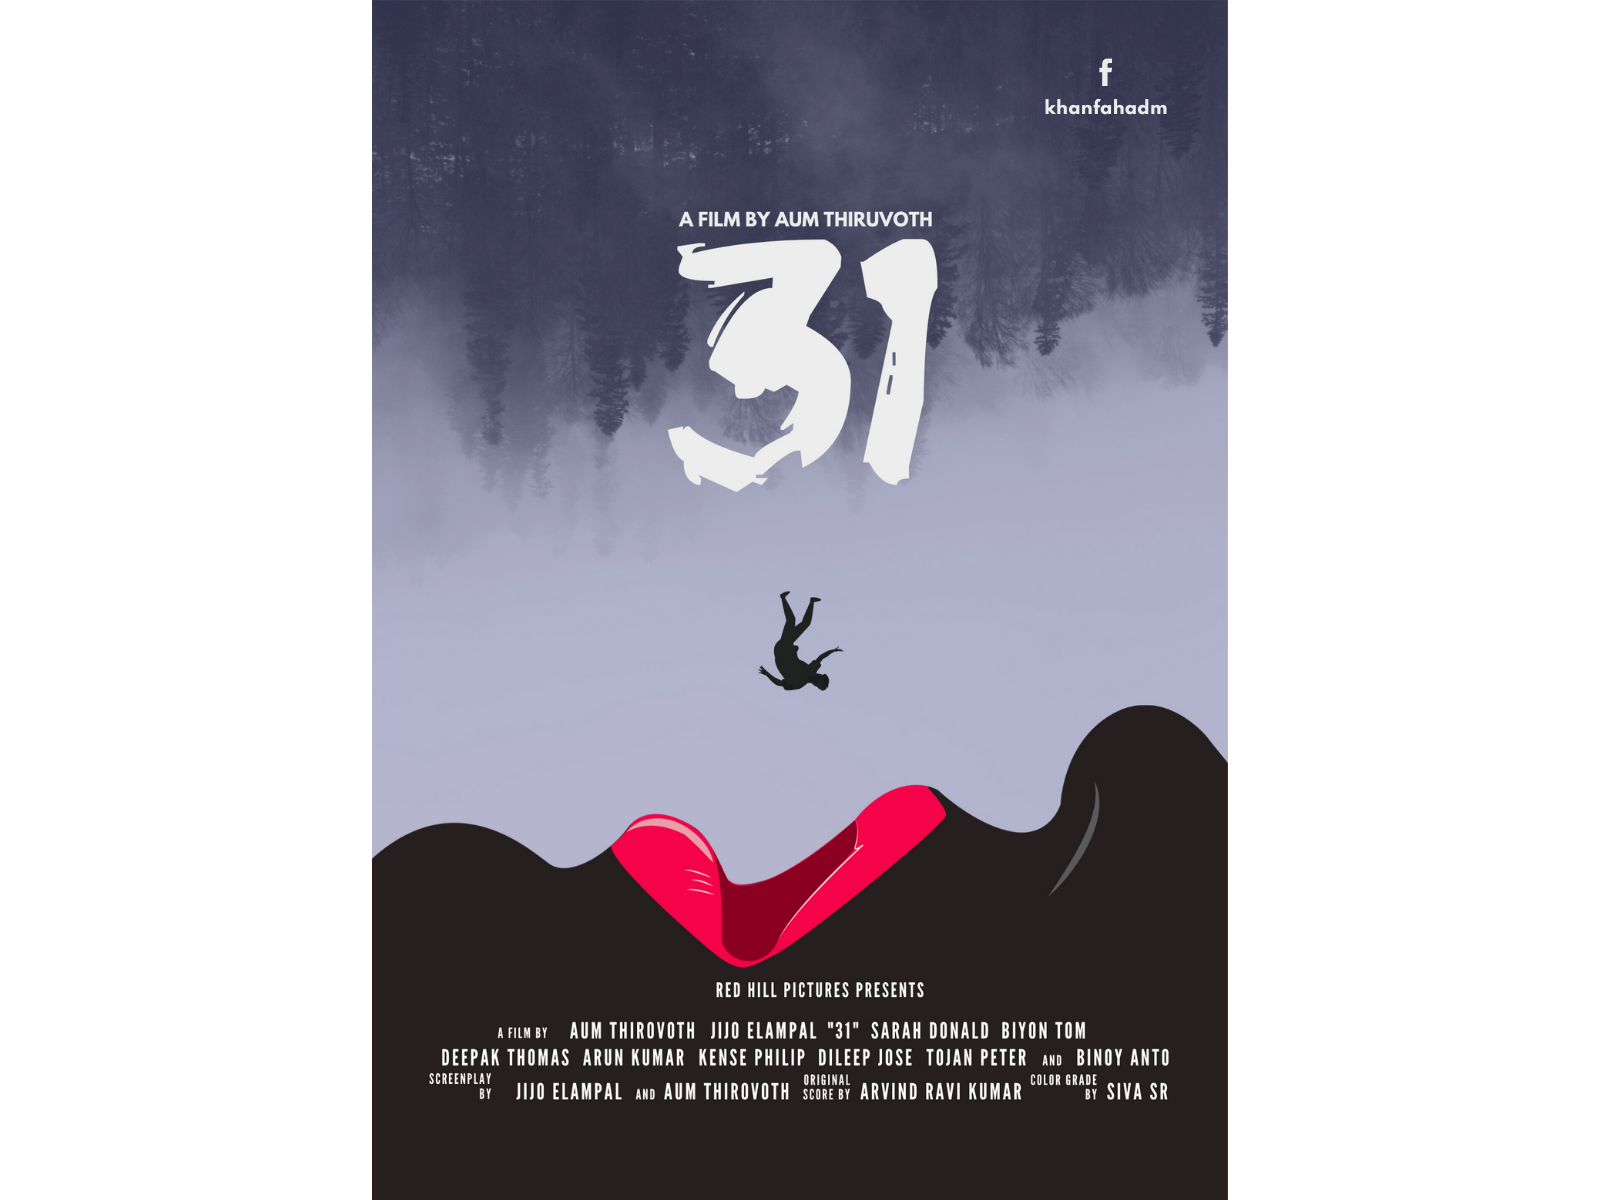 f
khanfahadm
A FILM BY AUM THIRUVOTH
31
RED HILL PICTURES PRESENTS
A FILM BY AUM THIROVOTH JIJO ELAMPAL "31" SARAH DONALD BIYON TOM
DEEPAK THOMAS ARUN KUMAR KENSE PHILIP DILEEP JOSE TOJAN PETER AND BINOY ANTO
SCREENPLAY BY JIJO ELAMPAL AND AUM THIROVOTH ORIGINAL SCORE BY ARVIND RAVI KUMAR COLOR GRADE BY SIVA SR